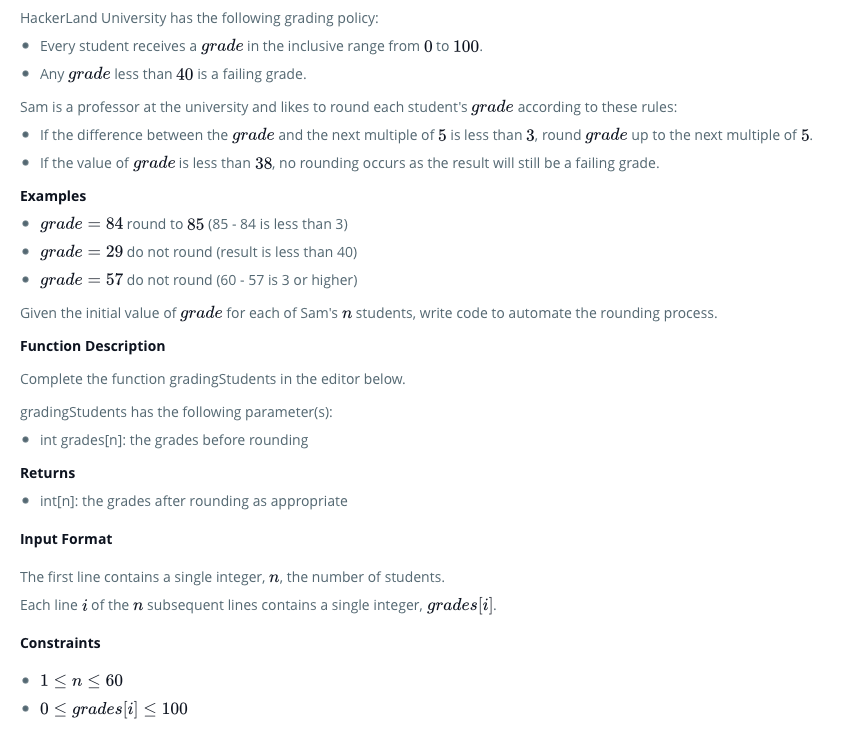 HackerLand University has the following grading policy:
• Every student receives a grade in the inclusive range from 0 to 100.
• Any grade less than 40 is a failing grade.
Sam is a professor at the university and likes to round each student's grade according to these rules:
• If the difference between the grade and the next multiple of 5 is less than 3, round grade up to the next multiple of 5.
• If the value of grade is less than 38, no rounding occurs as the result will still be a failing grade.
Examples
• grade = 84 round to 85 (85 - 84 is less than 3)
• grade = 29 do not round (result is less than 40)
• grade = 57 do not round (60 - 57 is 3 or higher)
Given the initial value of grade for each of Sam's n students, write code to automate the rounding process.
Function Description
Complete the function gradingStudents in the editor below.
gradingStudents has the following parameter(s):
• int grades[n]: the grades before rounding
Returns
• int[n]: the grades after rounding as appropriate
Input Format
The first line contains a single integer, n, the number of students.
Each line i of the n subsequent lines contains a single integer, grades[i].
Constraints
• 1 ≤ n ≤ 60
• 0 ≤ grades[i] ≤ 100